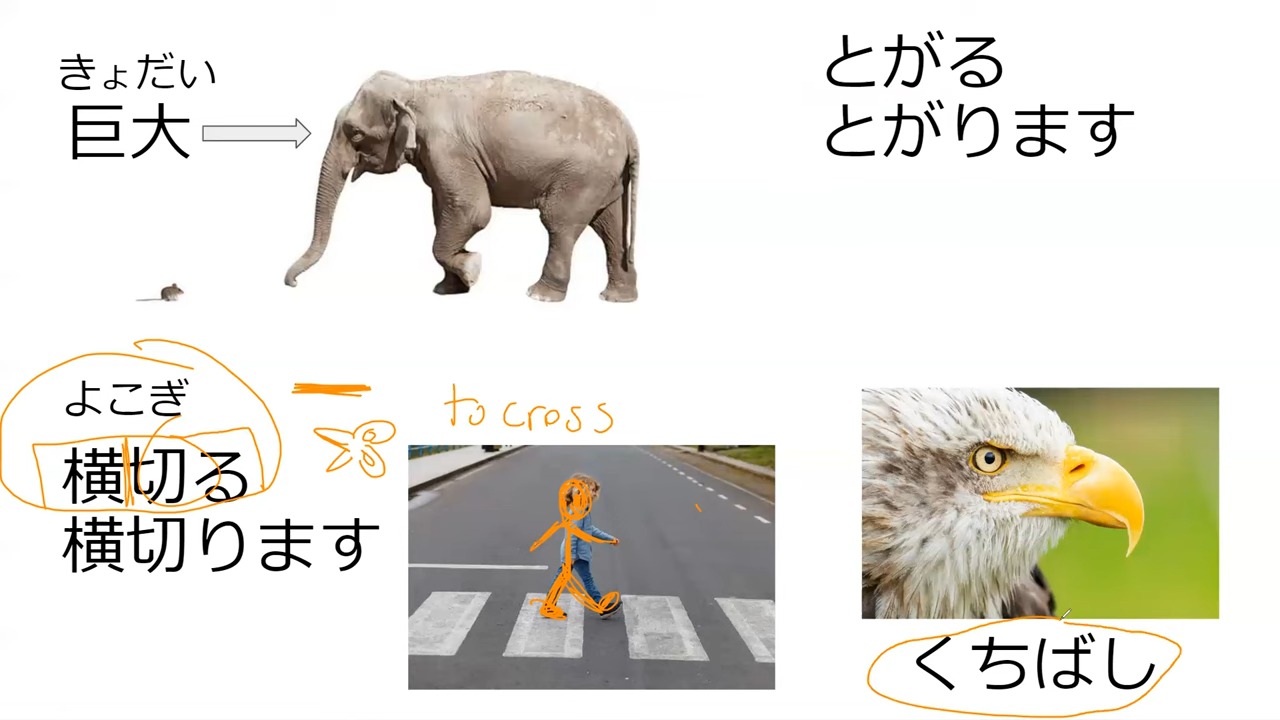 きょだい
巨大
とがる
とがります
よこぎ
横切る
横切ります
to cross
くちばし